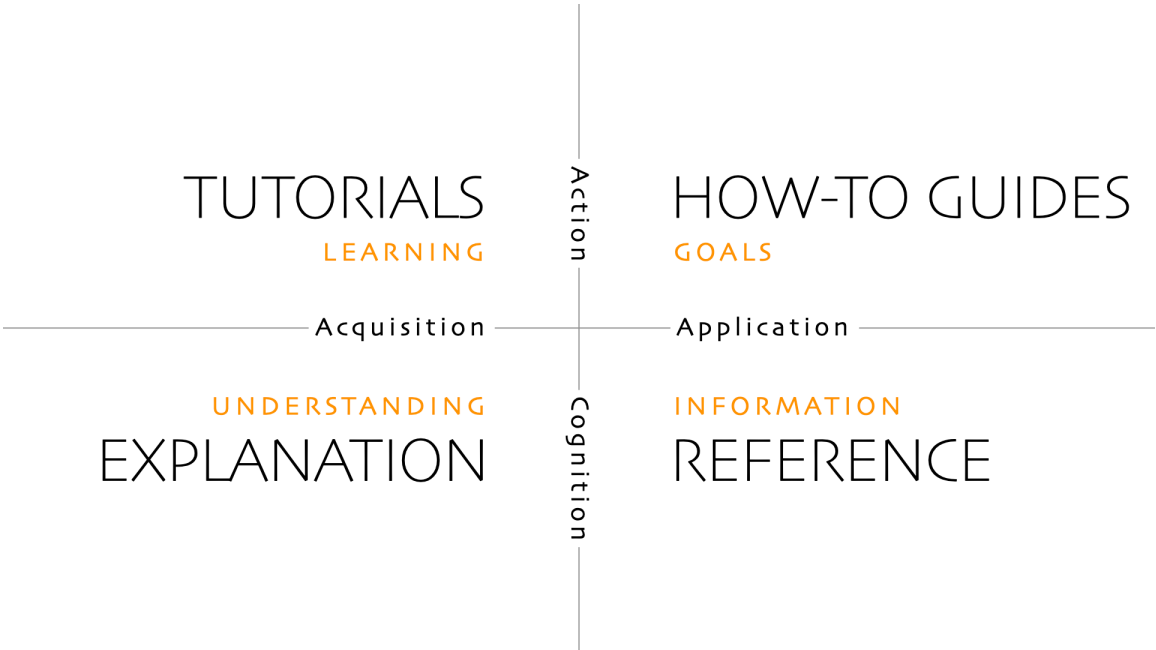 TUTORIALS
LEARNING
Action
HOW-TO GUIDES
GOALS
Acquisition
Application
UNDERSTANDING
EXPLANATION
Cognition
INFORMATION
REFERENCE